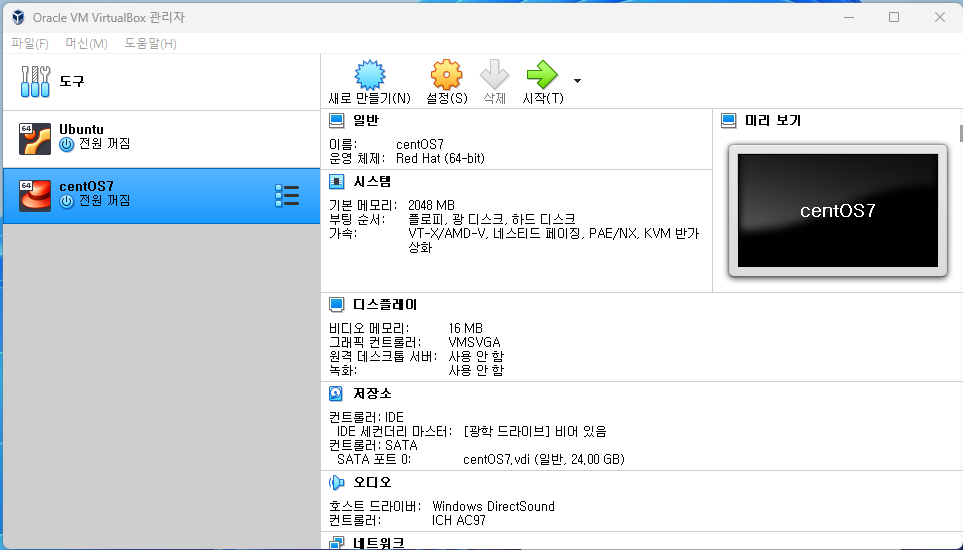 Oracle VM VirtualBox 관리자
파일(F) 머신(M) 도움말(H)
도구
64 Ubuntu
전원 꺼짐
64 centOS7
전원 꺼짐
새로 만들기(N) 설정(S) 삭제 시작(T)
일반
이름: centOS7
운영 체제: Red Hat (64-bit)
시스템
기본 메모리: 2048 MB
부팅 순서: 플로피, 광 디스크, 하드 디스크
가속: VT-X/AMD-V, 네스티드 페이징, PAE/NX, KVM 반가
상화
미리 보기
centOS7
디스플레이
비디오 메모리: 16 MB
그래픽 컨트롤러: VMSVGA
원격 데스크톱 서버: 사용 안 함
녹화: 사용 안 함
저장소
컨트롤러: IDE
IDE 세컨더리 마스터: [광학 드라이브] 비어 있음
컨트롤러: SATA
SATA 포트 0: centOS7.vdi (일반, 24.00 GB)
오디오
호스트 드라이버: Windows DirectSound
컨트롤러: ICH AC97
네트워크